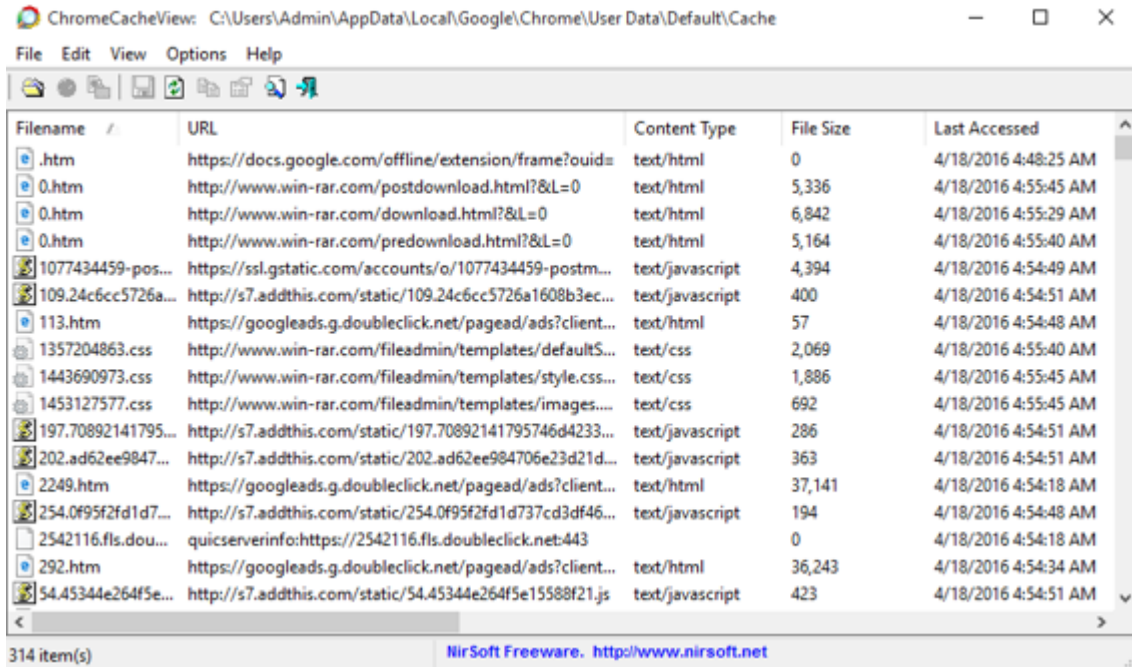 ChromeCacheView: C:\Users\Admin\AppData\Local\Google\Chrome\User Data\Default\Cache
File Edit View Options Help
Filename / URL Content Type File Size Last Accessed
.htm https://docs.google.com/offline/extension/frame?ouid= text/html 0 4/18/2016 4:48:25 AM
0.htm http://www.win-rar.com/postdownload.html?&L=0 text/html 5,336 4/18/2016 4:55:45 AM
0.htm http://www.win-rar.com/download.html?&L=0 text/html 6,842 4/18/2016 4:55:29 AM
0.htm http://www.win-rar.com/predownload.html?&L=0 text/html 5,164 4/18/2016 4:55:40 AM
1077434459-pos... https://ssl.gstatic.com/accounts/o/1077434459-postm... text/javascript 4,394 4/18/2016 4:54:49 AM
109.24c6cc5726a... http://s7.addthis.com/static/109.24c6cc5726a1608b3ec... text/javascript 400 4/18/2016 4:54:51 AM
113.htm https://googleads.g.doubleclick.net/pagead/ads?client... text/html 57 4/18/2016 4:54:48 AM
1357204863.css http://www.win-rar.com/fileadmin/templates/defaultS... text/css 2,069 4/18/2016 4:55:40 AM
1443690973.css http://www.win-rar.com/fileadmin/templates/style.css... text/css 1,886 4/18/2016 4:55:45 AM
1453127577.css http://www.win-rar.com/fileadmin/templates/images.... text/css 692 4/18/2016 4:55:45 AM
197.70892141795... http://s7.addthis.com/static/197.70892141795746d4233... text/javascript 286 4/18/2016 4:54:51 AM
202.ad62ee9847... http://s7.addthis.com/static/202.ad62ee984706e23d21d... text/javascript 363 4/18/2016 4:54:51 AM
2249.htm https://googleads.g.doubleclick.net/pagead/ads?client... text/html 37,141 4/18/2016 4:54:18 AM
254.0f95f2fd1d7... http://s7.addthis.com/static/254.0f95f2fd1d737cd3df46... text/javascript 194 4/18/2016 4:54:48 AM
2542116.fls.dou... quicserverinfo:https://2542116.fls.doubleclick.net:443 0 4/18/2016 4:54:18 AM
292.htm https://googleads.g.doubleclick.net/pagead/ads?client... text/html 36,243 4/18/2016 4:54:34 AM
54.45344e264f5e... http://s7.addthis.com/static/54.45344e264f5e15588f21.js text/javascript 423 4/18/2016 4:54:51 AM
314 item(s) NirSoft Freeware. http://www.nirsoft.net